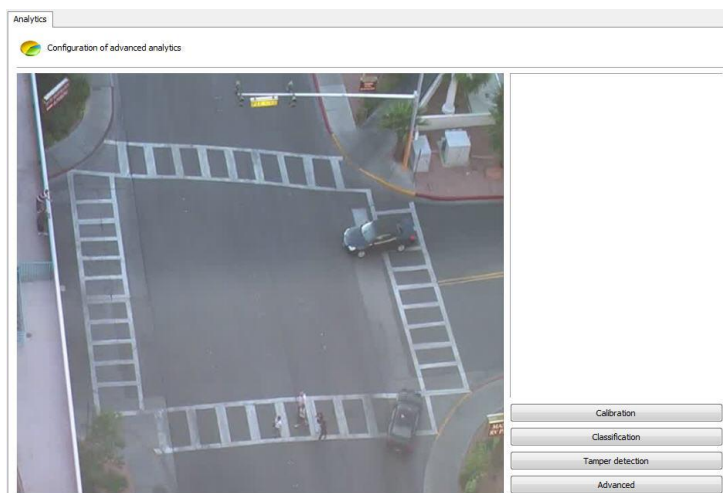 Analytics
Configuration of advanced analytics
Calibration
Classification
Tamper detection
Advanced